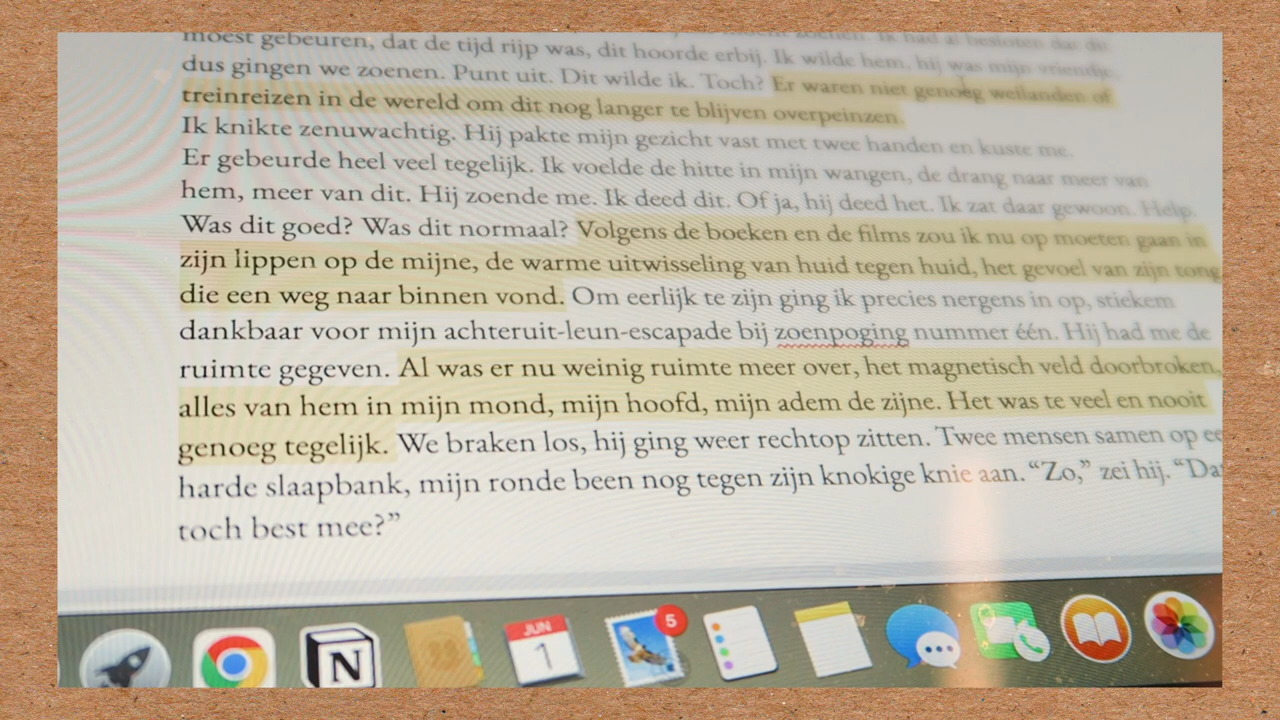 moest gebeuren, dat de tijd rijp was, dit hoorde erbij. Ik wilde hem, hij was mijn vriendje,
dus gingen we zoenen. Punt uit. Dit wilde ik. Toch? Er waren niet genoeg weilanden of
treinreizen in de wereld om dit nog langer te blijven overpeinzen.
Ik knikte zenuwachtig. Hij pakte mijn gezicht vast met twee handen en kuste me.
Er gebeurde heel veel tegelijk. Ik voelde de hitte in mijn wangen, de drang naar meer van
hem, meer van dit. Hij zoende me. Ik deed dit. Of ja, hij deed het. Ik zat daar gewoon. Help.
Was dit goed? Was dit normaal? Volgens de boeken en de films zou ik nu op moeten gaan in
zijn lippen op de mijne, de warme uitwisseling van huid tegen huid, het gevoel van zijn tong
die een weg naar binnen vond. Om eerlijk te zijn ging ik precies nergens in op, stiekem
dankbaar voor mijn achteruit-leun-escapade bij zoenpoging nummer één. Hij had me de
ruimte gegeven. Al was er nu weinig ruimte meer over, het magnetisch veld doorbroken,
alles van hem in mijn mond, mijn hoofd, mijn adem de zijne. Het was te veel en nooit
genoeg tegelijk. We braken los, hij ging weer rechtop zitten. Twee mensen samen op
harde slaapbank, mijn ronde been nog tegen zijn knokige knie aan. “Zo,” zei hij.
toch best mee?”
JUN
1
5
N